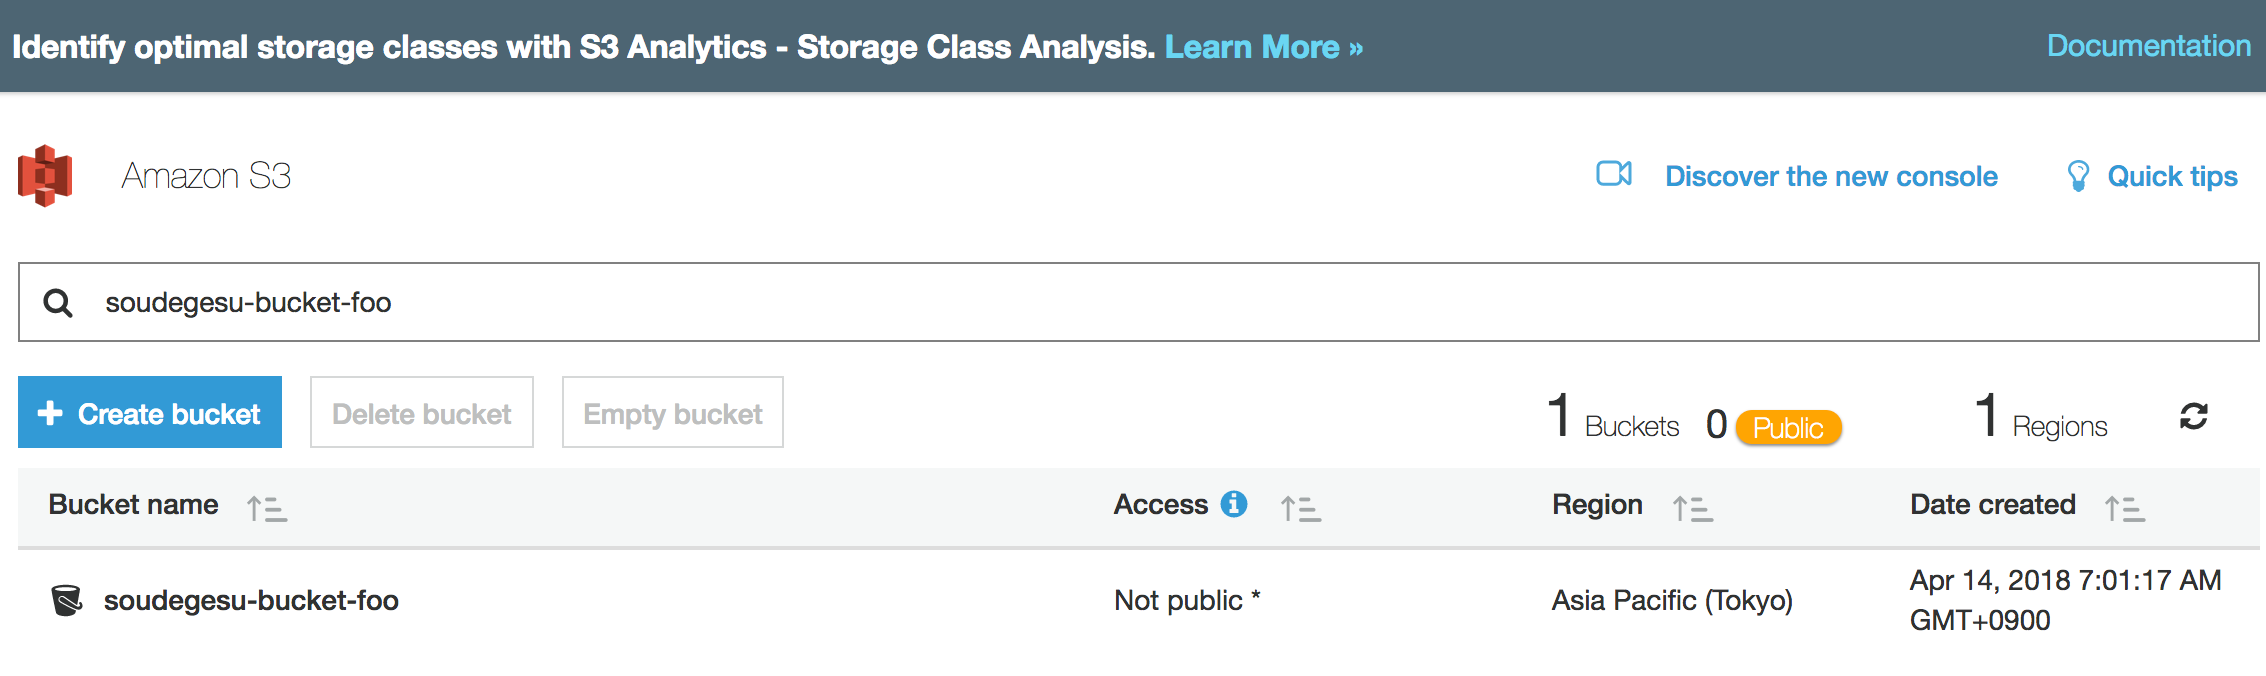 Identify optimal storage classes with S3 Analytics - Storage Class Analysis. Learn More » Documentation
Amazon S3 Discover the new console Quick tips
soudegesu-bucket-foo
Create bucket Delete bucket Empty bucket 1 Buckets 0 Public 1 Regions
Bucket name Access Region Date created
soudegesu-bucket-foo Not public * Asia Pacific (Tokyo) Apr 14, 2018 7:01:17 AM
GMT+0900